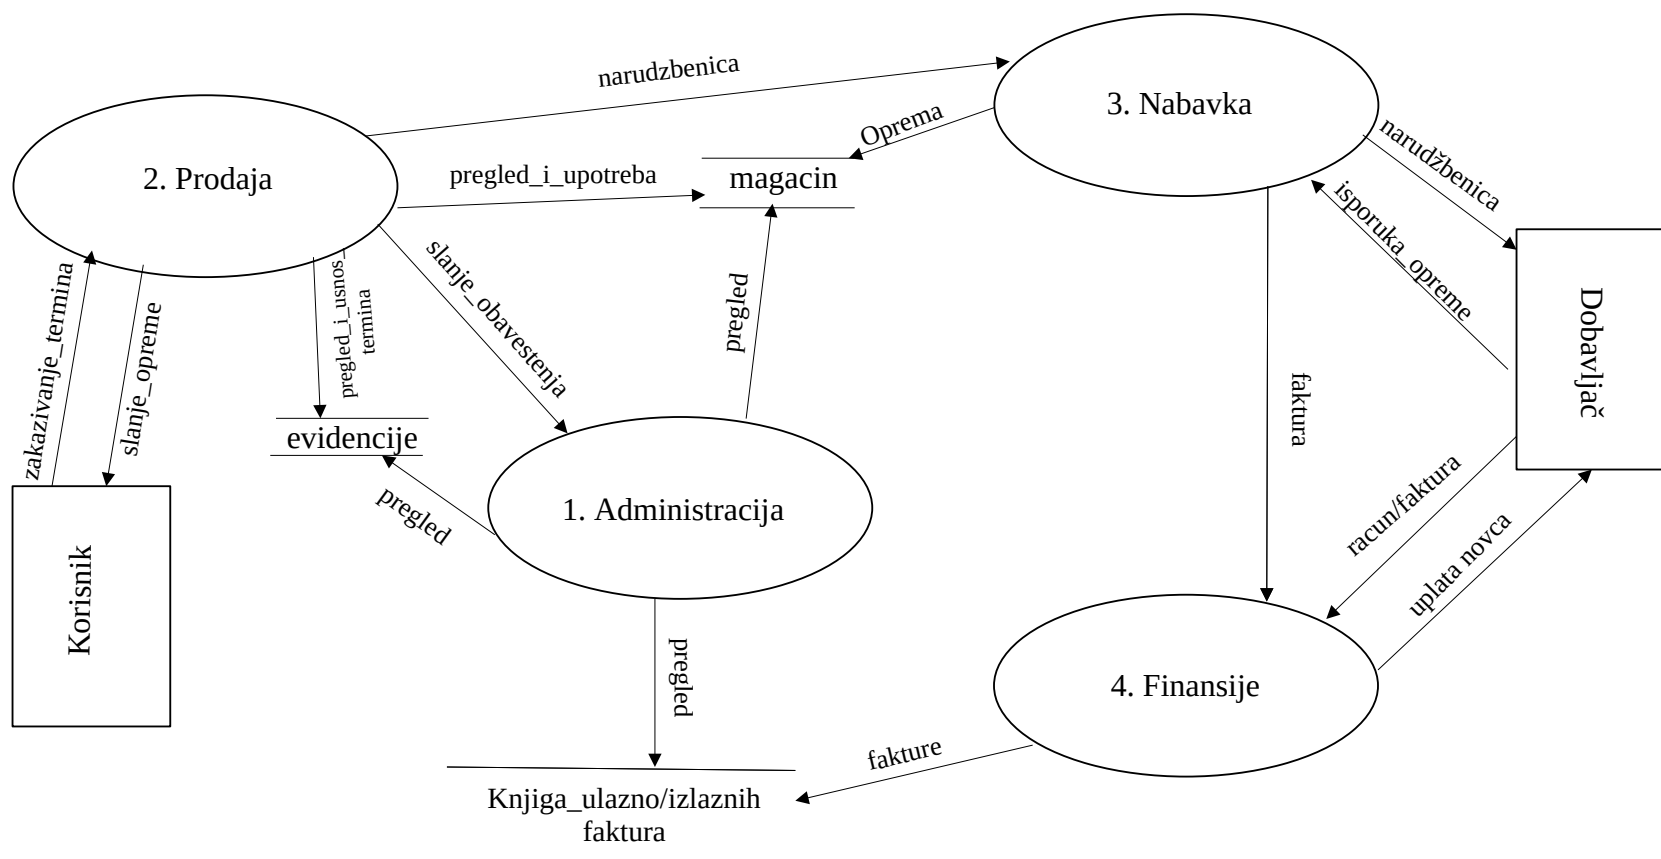 narudzbenica
3. Nabavka
Oprema
narudžbenica
2. Prodaja
pregled_i_upotreba
magacin
isporuka_opreme
slanje_obavestenja
pregled_i_usnos_
termina
pregled
zakazivanje_termina
slanje_opreme
Dobavljač
faktura
evidencije
pregled
1. Administracija
racun/faktura
uplata novca
Korisnik
pregled
4. Finansije
fakture
Knjiga_ulazno/izlaznih
faktura